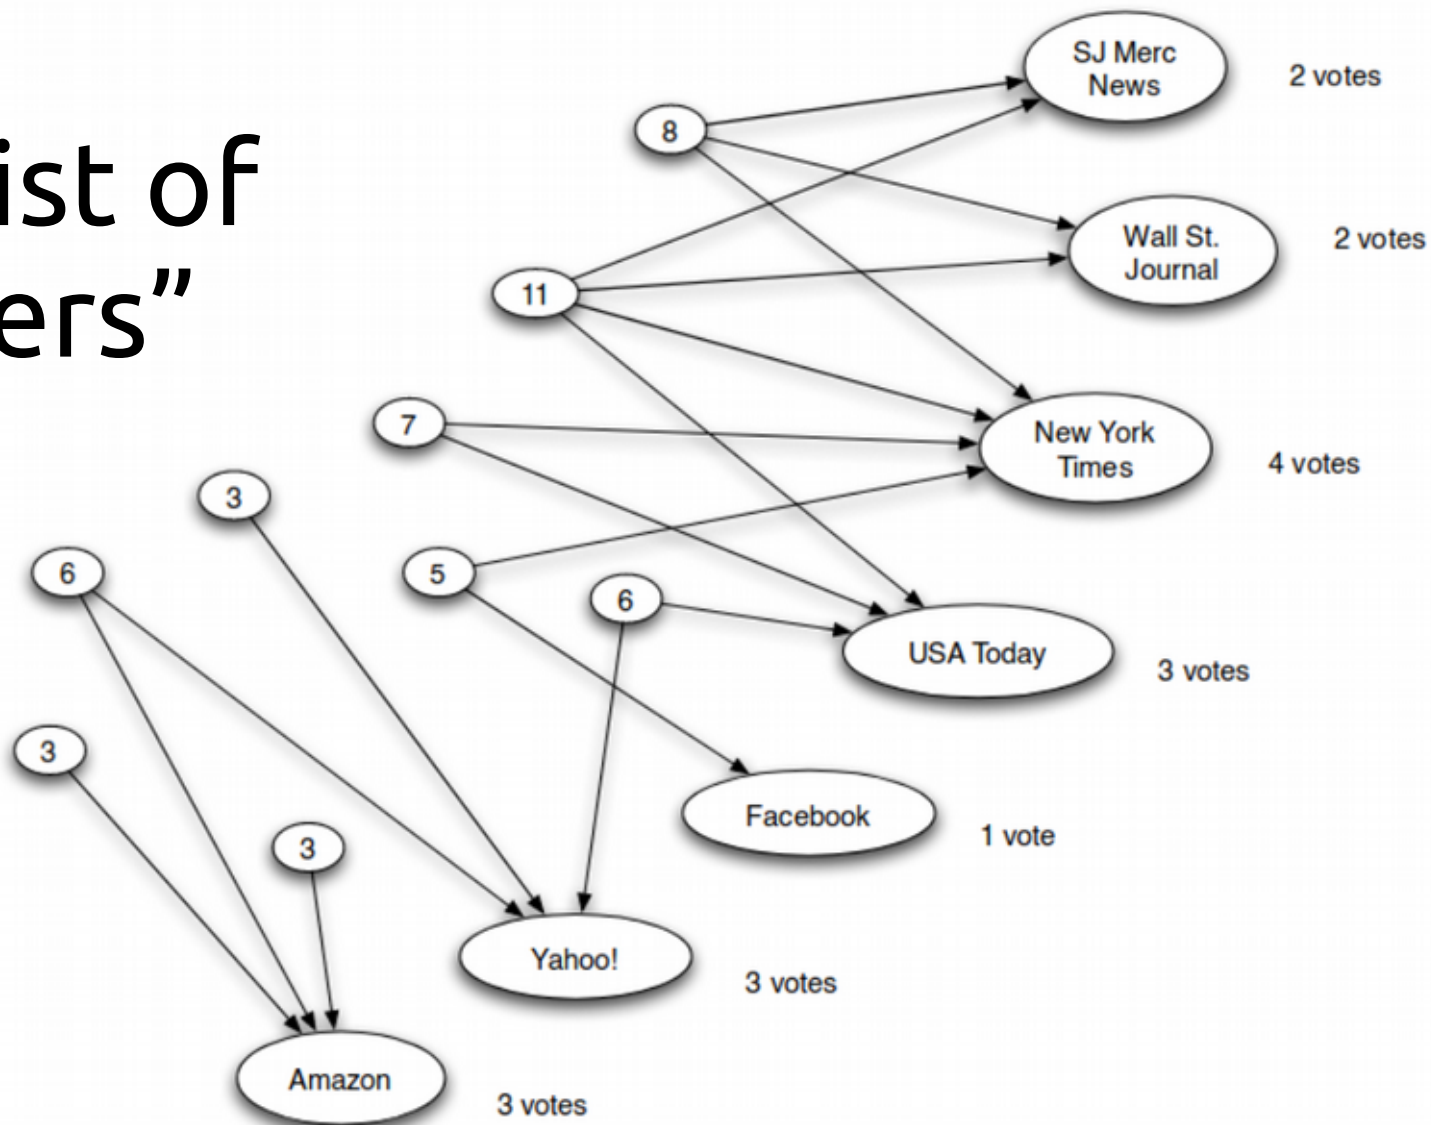 ist of
ers”
SJ Merc
News
2 votes
8
Wall St.
Journal
2 votes
11
New York
Times
4 votes
7
3
6
5
6
USA Today
3 votes
3
Facebook
1 vote
3
Yahoo!
3 votes
Amazon
3 votes